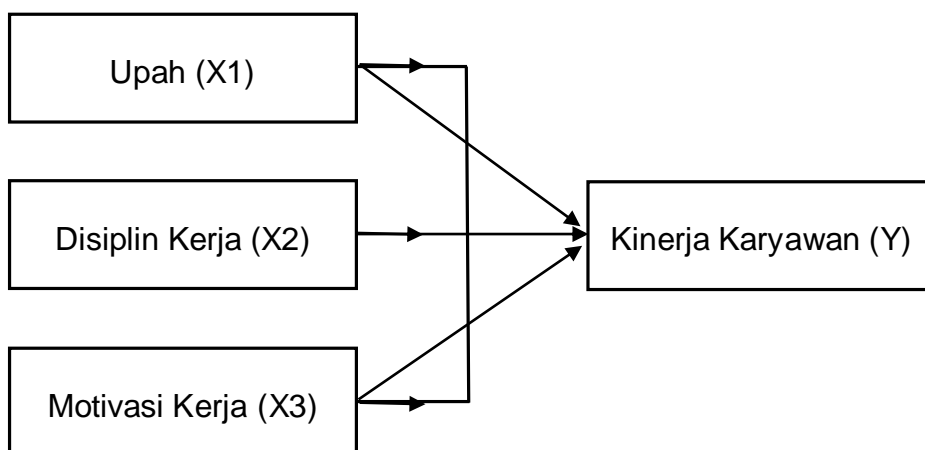 Upah (X1)
Disiplin Kerja (X2)
Kinerja Karyawan (Y)
Motivasi Kerja (X3)